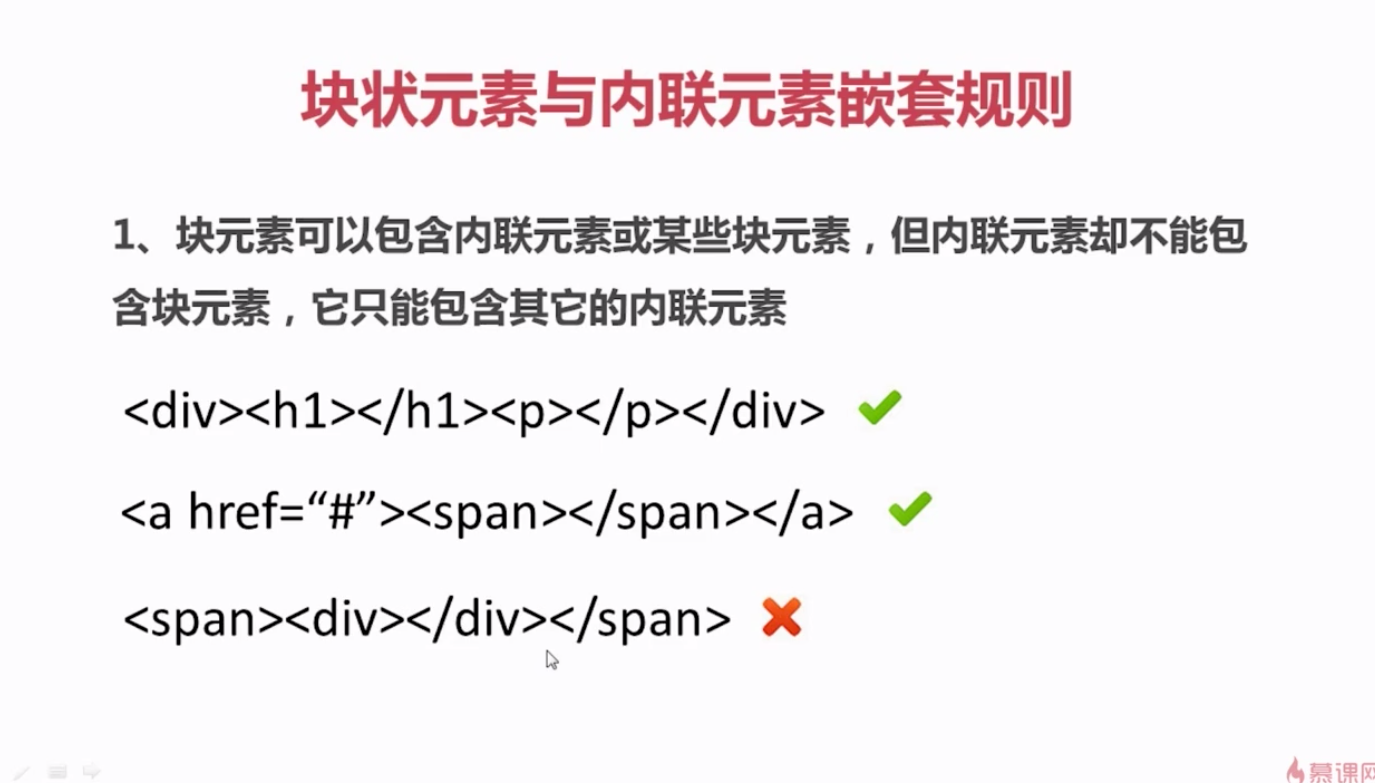 块状元素与内联元素嵌套规则
1、块元素可以包含内联元素或某些块元素，但内联元素却不能包
含块元素，它只能包含其它的内联元素
<div><h1></h1><p></p></div>
<a href=“#”><span></span></a>
<span><div></div></span>
慕课网